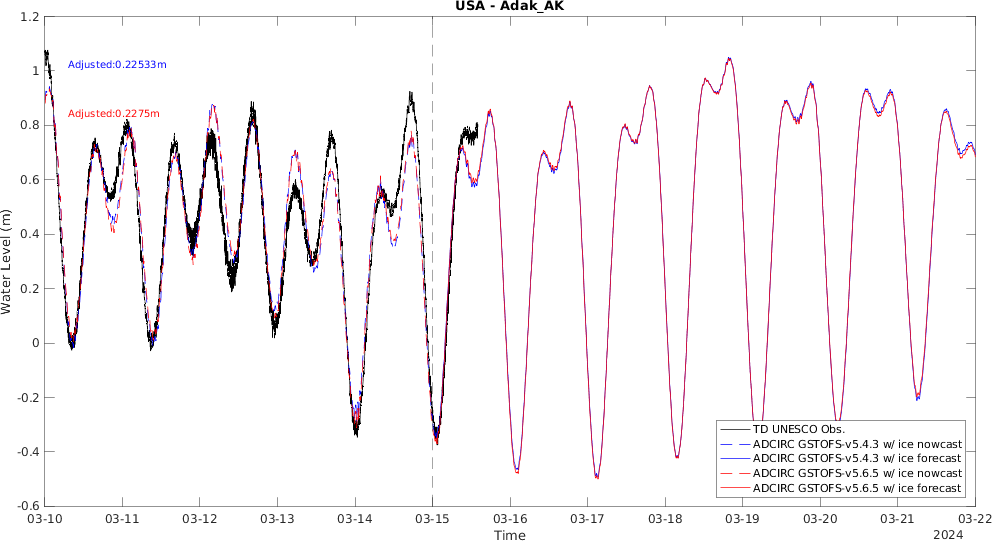 USA - Adak_AK
1.2
1
0.8
0.6
0.4
0.2
0
-0.2
-0.4
-0.6
Water Level (m)
Adjusted:0.22533m
Adjusted:0.2275m
TD UNESCO Obs.
ADCIRC GSTOFS-v5.4.3 w/ ice nowcast
ADCIRC GSTOFS-v5.4.3 w/ ice forecast
ADCIRC GSTOFS-v5.6.5 w/ ice nowcast
ADCIRC GSTOFS-v5.6.5 w/ ice forecast
03-10 03-11 03-12 03-13 03-14 03-15 03-16 03-17 03-18 03-19 03-20 03-21 03-22
Time
2024